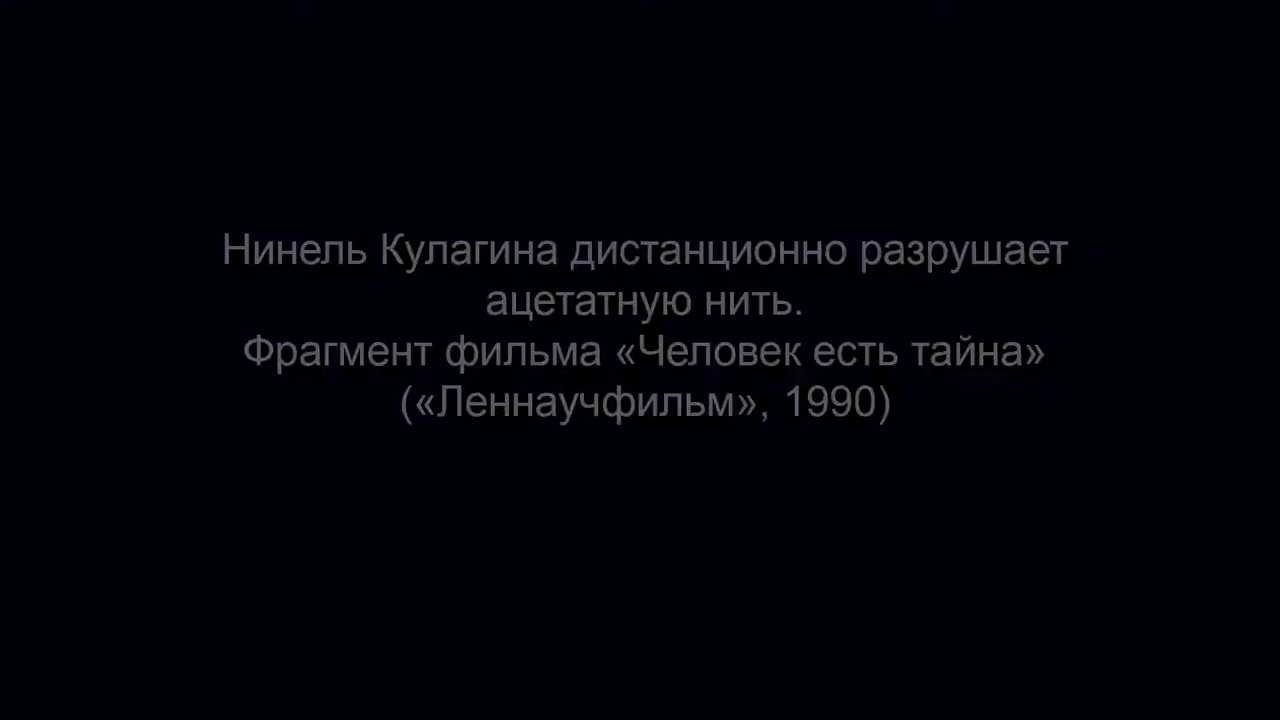 Нинель Кулагина дистанционно разрушает
ацетатную нить.
Фрагмент фильма «Человек есть тайна»
(«Леннаучфильм», 1990)